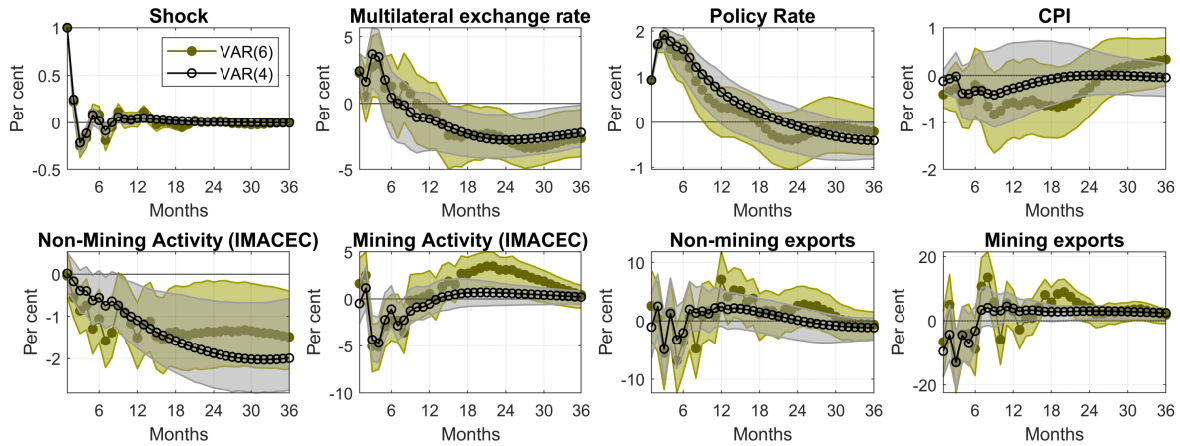 Shock
Multilateral exchange rate
Policy Rate
CPI
1
0.5
0
-0.5
Per cent
VAR(6)
VAR(4)
6 12 18 24 30 36
Months
5
0
-5
Per cent
6 12 18 24 30 36
Months
2
1
0
1
Per cent
6 12 18 24 30 36
Months
1
0
-1
-2
Per cent
6 12 18 24 30 36
Months
Non-Mining Activity (IMACEC)
Mining Activity (IMACEC)
Non-mining exports
Mining exports
0
-1
-2
Per cent
6 12 18 24 30 36
Months
5
0
-5
-10
Per cent
6 12 18 24 30 36
Months
10
0
-10
Per cent
6 12 18 24 30 36
Months
20
10
0
-10
-20
Per cent
6 12 18 24 30 36
Months